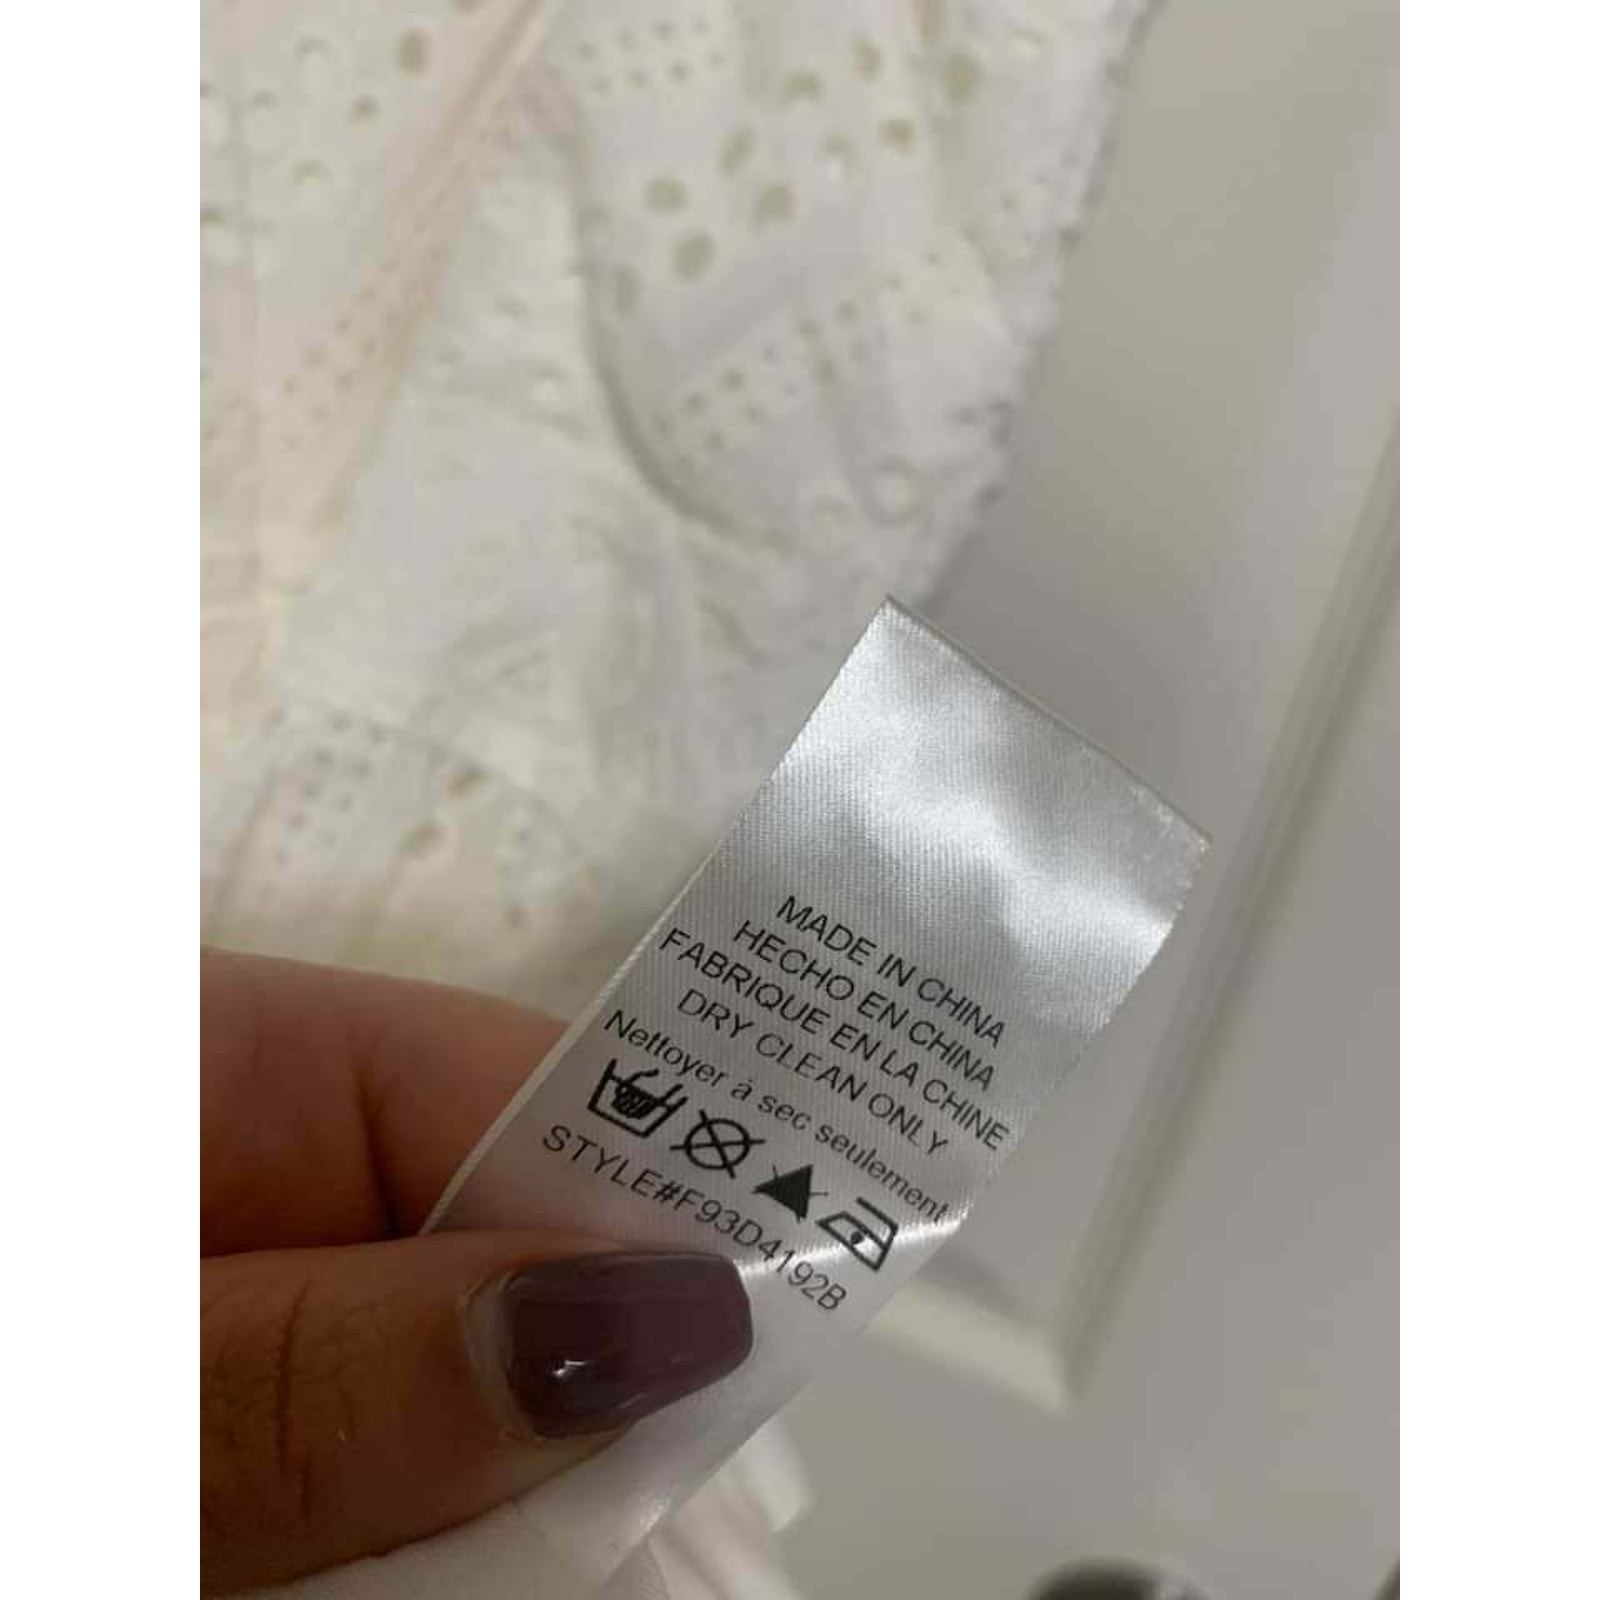 MADE IN CHINA
HECHO EN CHINA
FABRIQUE EN LA CHINE
DRY CLEAN ONLY
Nettoyer à sec seulement
STYLE#F93D4192B